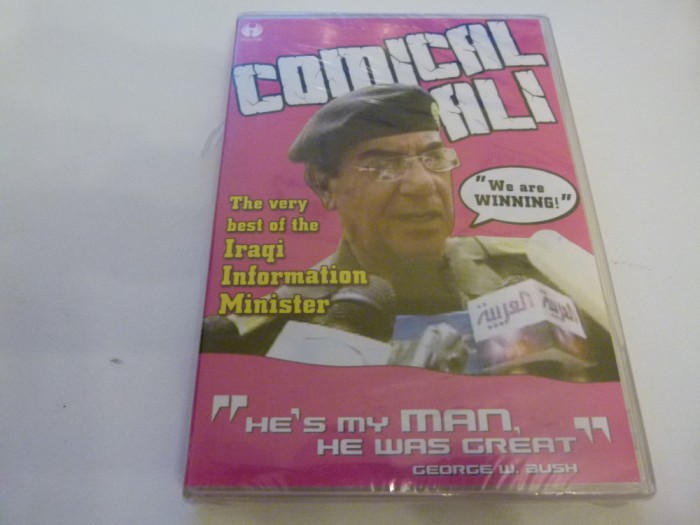 COMICAL
ALI
"We are
WINNING!"
The very
best of the
Iraqi
Information
Minister
العربية
العربية
"HE'S MY MAN,
HE WAS GREAT"
GEORGE W. BUSH